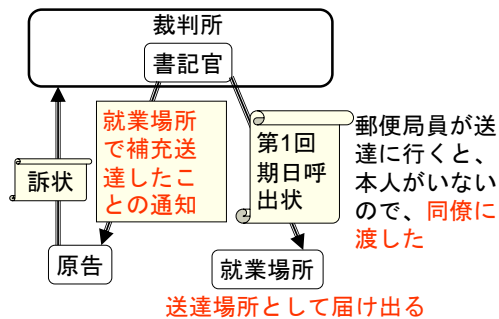 裁判所
書記官
就業場所
で補充送
達したこ
との通知
第1回
期日呼
出状
郵便局員が送
達に行くと、
本人がいない
ので、同僚に
渡した
訴状
原告
就業場所
送達場所として届け出る